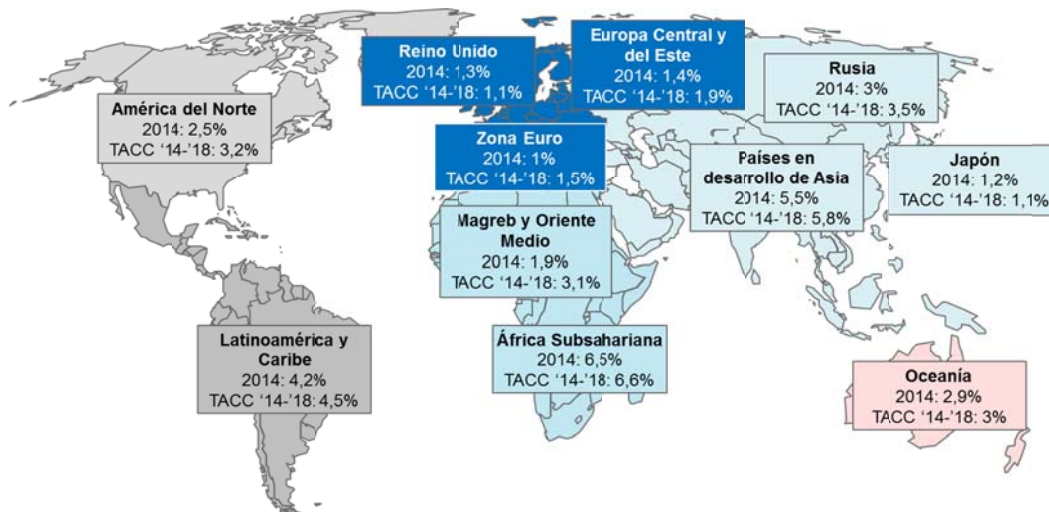 Reino Unido
2014: 1,3%
TACC '14-'18: 1,1%
Europa Central y
del Este
2014: 1,4%
TACC '14-'18: 1,9%
Rusia
2014: 3%
TACC '14-'18: 3,5%
América del Norte
2014: 2,5%
TACC '14-'18: 3,2%
Zona Euro
2014: 1%
TACC '14-'18: 1,5%
Países en
desarrollo de Asia
2014: 5,5%
TACC '14-'18: 5,8%
Japón
2014: 1,2%
TACC '14-'18: 1,1%
Magreb y Oriente
Medio
2014: 1,9%
TACC '14-'18: 3,1%
Latinoamérica y
Caribe
2014: 4,2%
TACC '14-'18: 4,5%
África Subsahariana
2014: 6,5%
TACC '14-'18: 6,6%
Oceanía
2014: 2,9%
TACC '14-'18: 3%